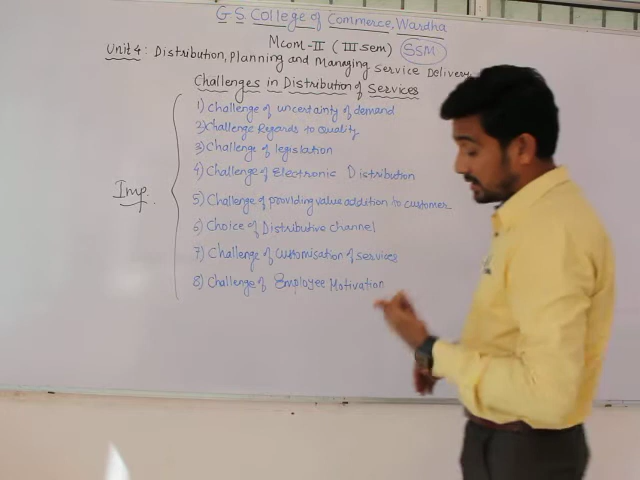 G.S. College of Commerce, Wardha
Mcom-II (III sem) SSM
Unit 4: Distribution, Planning and Managing Service Delivery
Challenges in Distribution of Services
1) Challenge of uncertainty of demand
2) Challenge Regards to Quality
3) Challenge of legislation
4) Challenge of Electronic Distribution
Imp.
5) Challenge of providing value addition to customer
6) Choice of Distributive Channel
7) Challenge of Customisation of services
8) Challenge of Employee Motivation